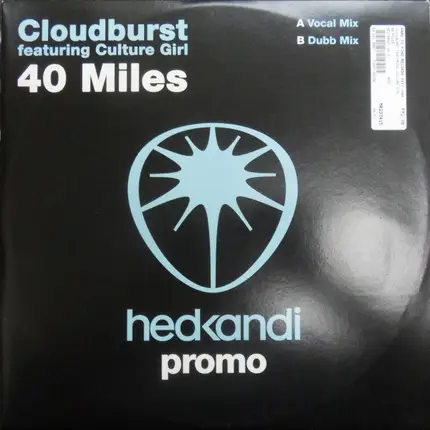 Cloudburst
featuring Culture Girl
40 Miles
A Vocal Mix
B Dubb Mix
hedkandi
promo